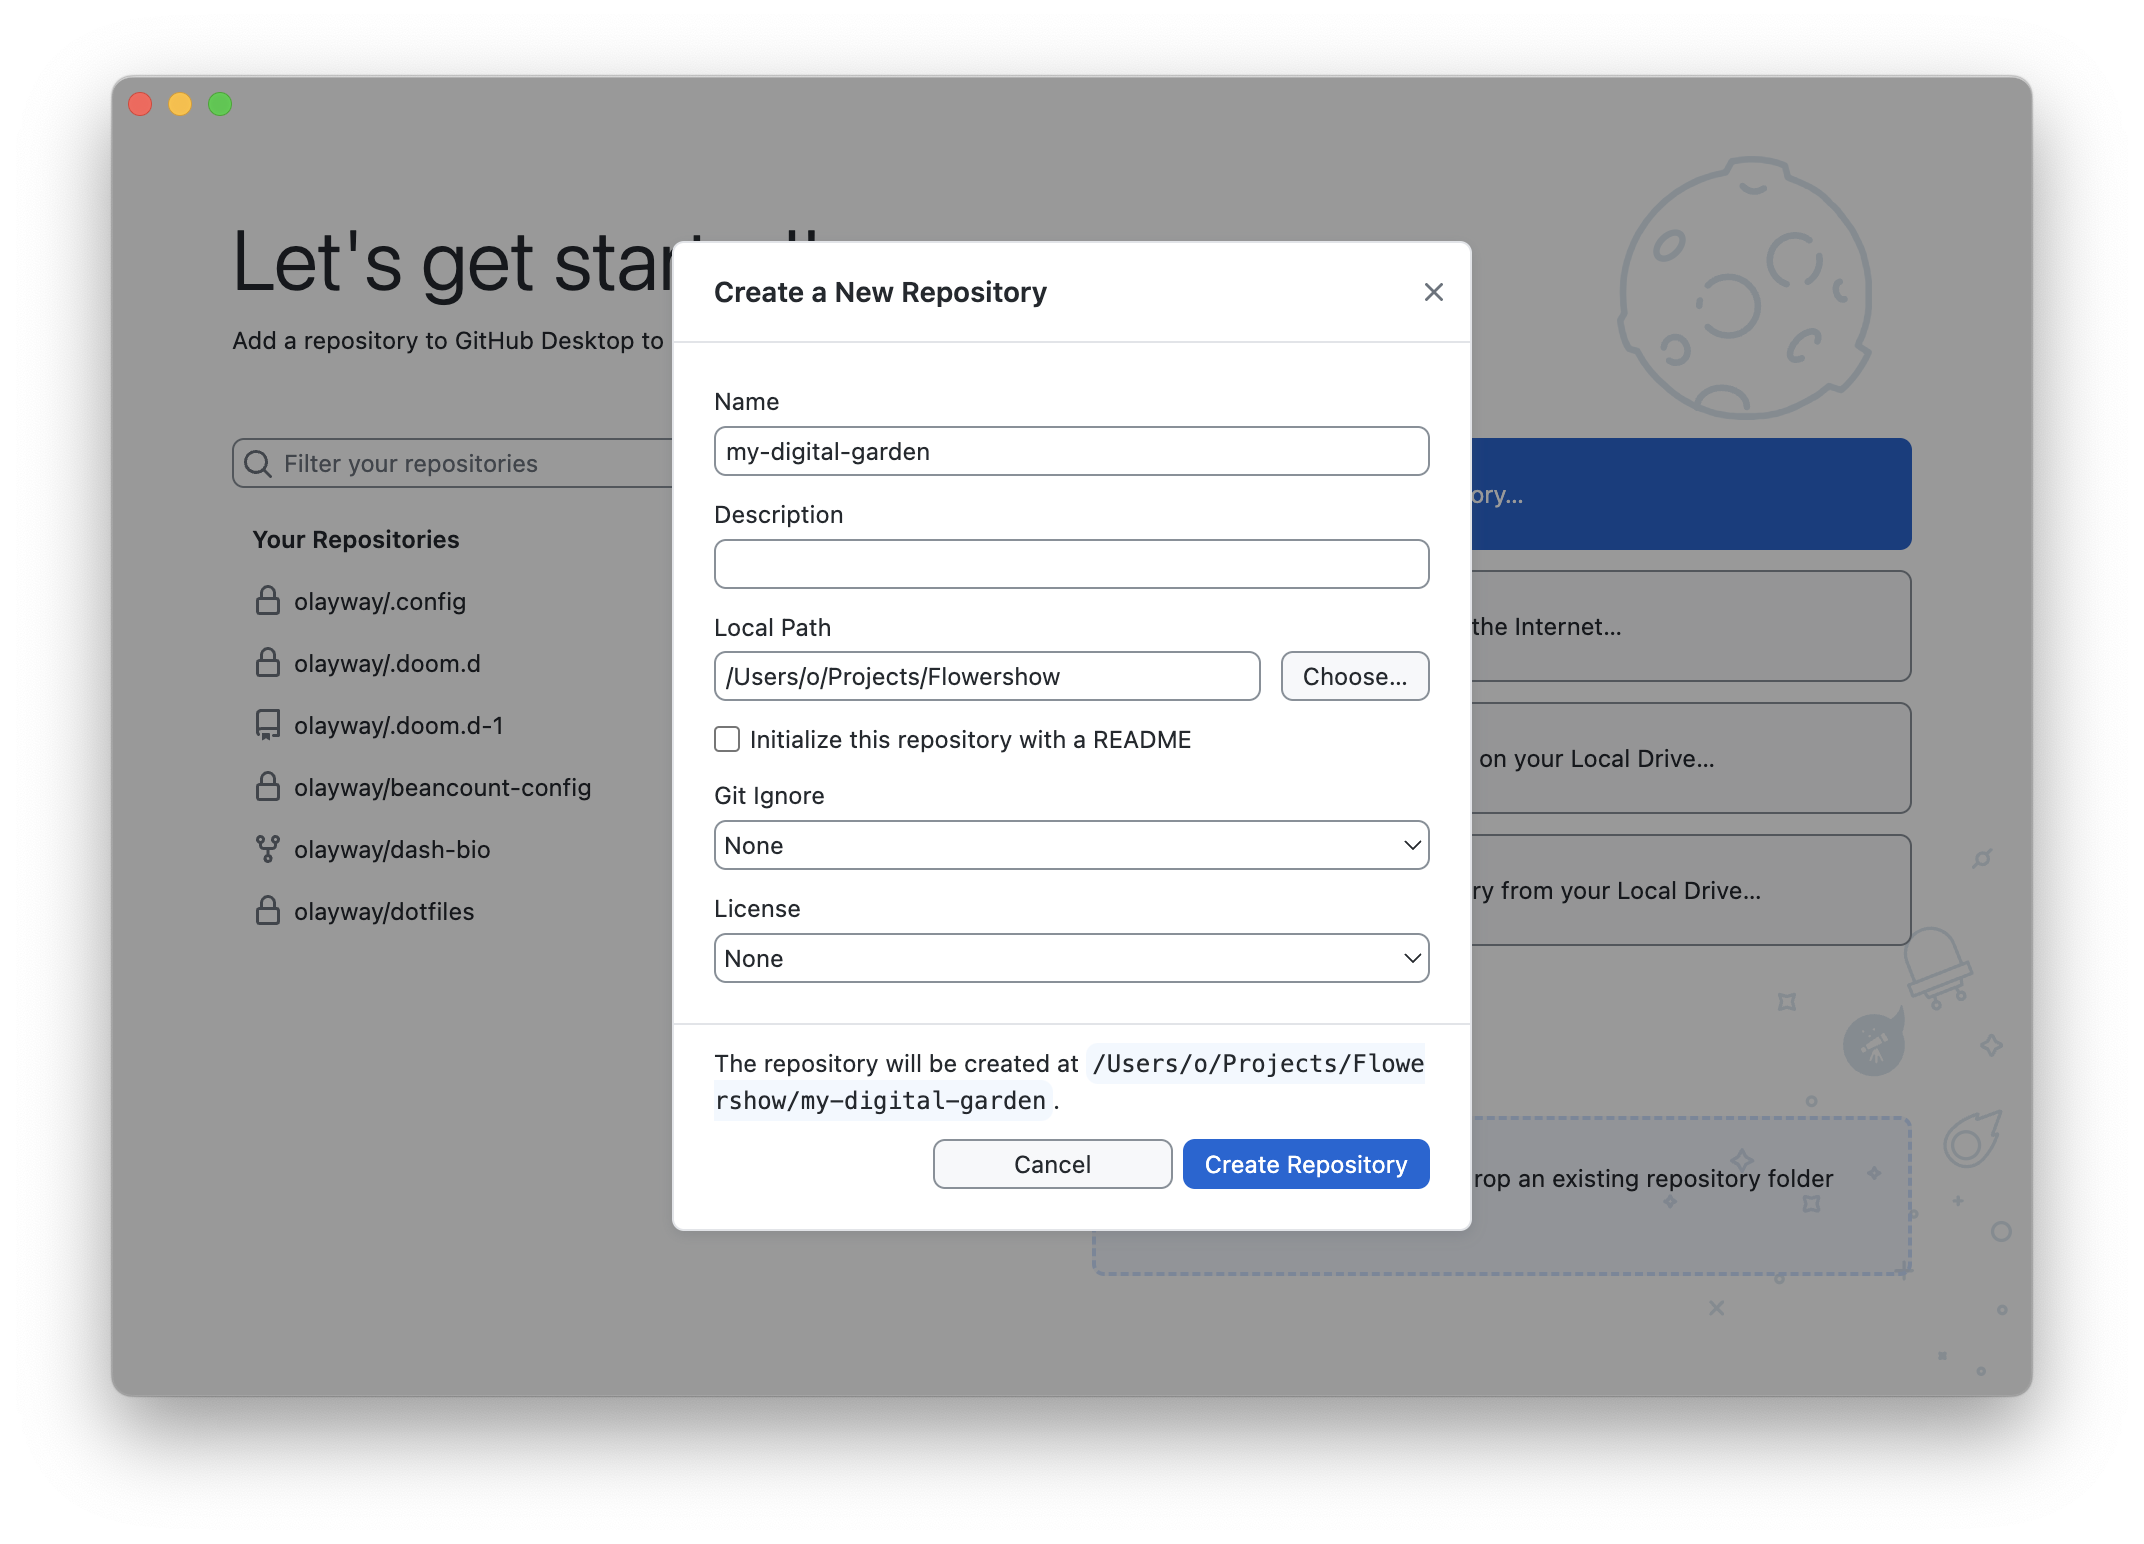 Let's get star
Add a repository to GitHub Desktop to
Filter your repositories
Your Repositories
olayway/.config
olayway/.doom.d
olayway/.doom.d-1
olayway/beancount-config
olayway/dash-bio
olayway/dotfiles
Create a New Repository
Name
my-digital-garden
Description
Local Path
/Users/o/Projects/Flowershow
Choose...
Initialize this repository with a README
Git Ignore
None
License
None
The repository will be created at /Users/o/Projects/Flowe
rshow/my-digital-garden.
Cancel
Create Repository
ory...
the Internet...
on your Local Drive...
ry from your Local Drive...
rop an existing repository folder